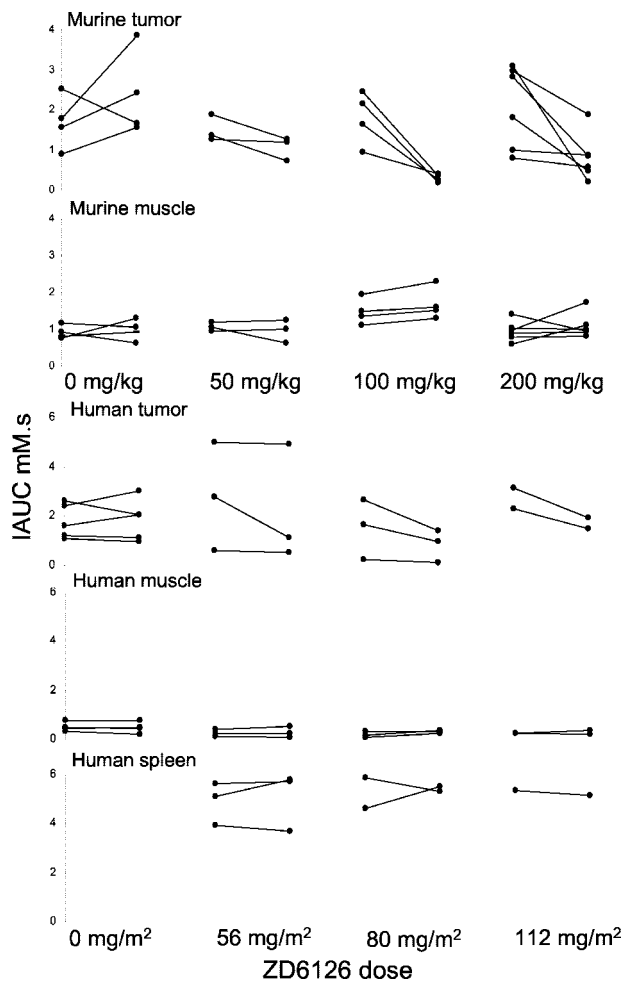 Murine tumor
4
3
2
1
0
Murine muscle
4
3
2
1
0
0 mg/kg 50 mg/kg 100 mg/kg 200 mg/kg
IAUC mM.s
Human tumor
6
4
2
0
Human muscle
6
4
2
0
Human spleen
6
4
2
0
0 mg/m² 56 mg/m² 80 mg/m² 112 mg/m²
ZD6126 dose